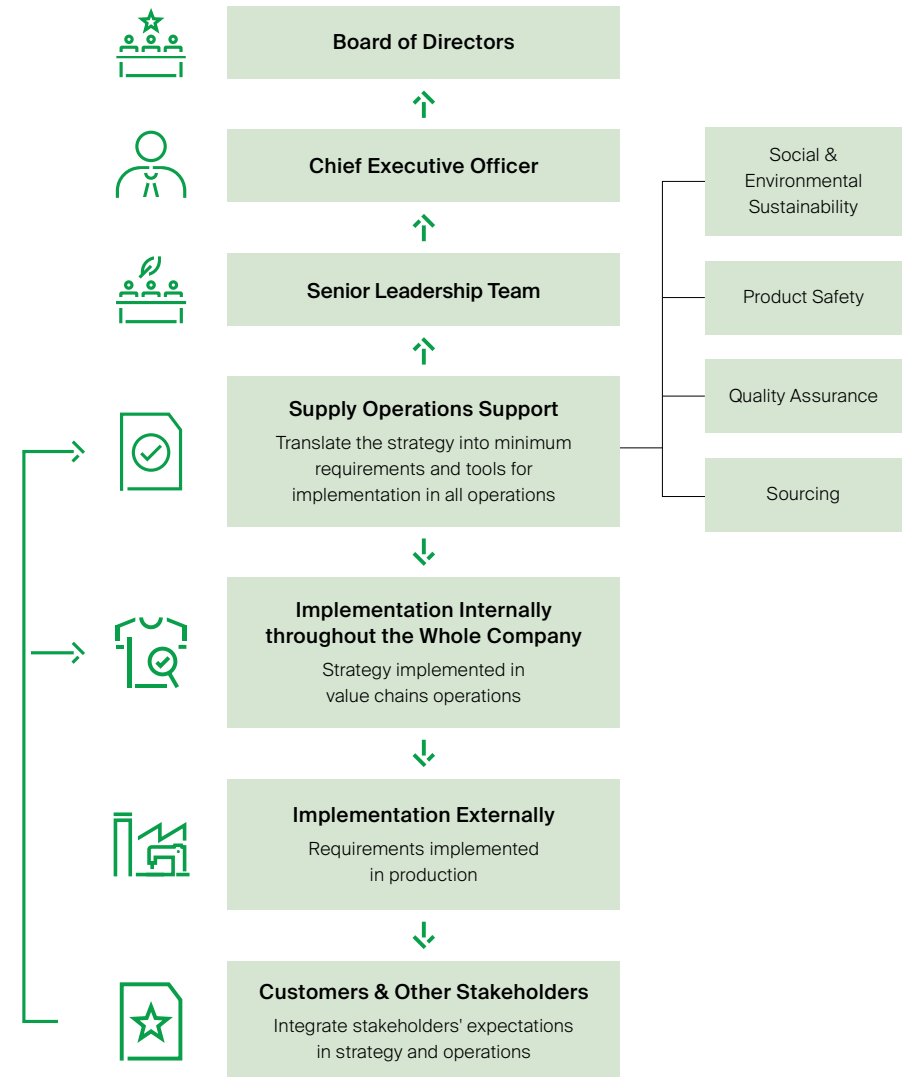 Board of Directors
Chief Executive Officer
Senior Leadership Team
Supply Operations Support
Translate the strategy into minimum
requirements and tools for
implementation in all operations
Social &
Environmental
Sustainability
Product Safety
Quality Assurance
Sourcing
Implementation Internally
throughout the Whole Company
Strategy implemented in
value chains operations
Implementation Externally
Requirements implemented
in production
Customers & Other Stakeholders
Integrate stakeholders' expectations
in strategy and operations